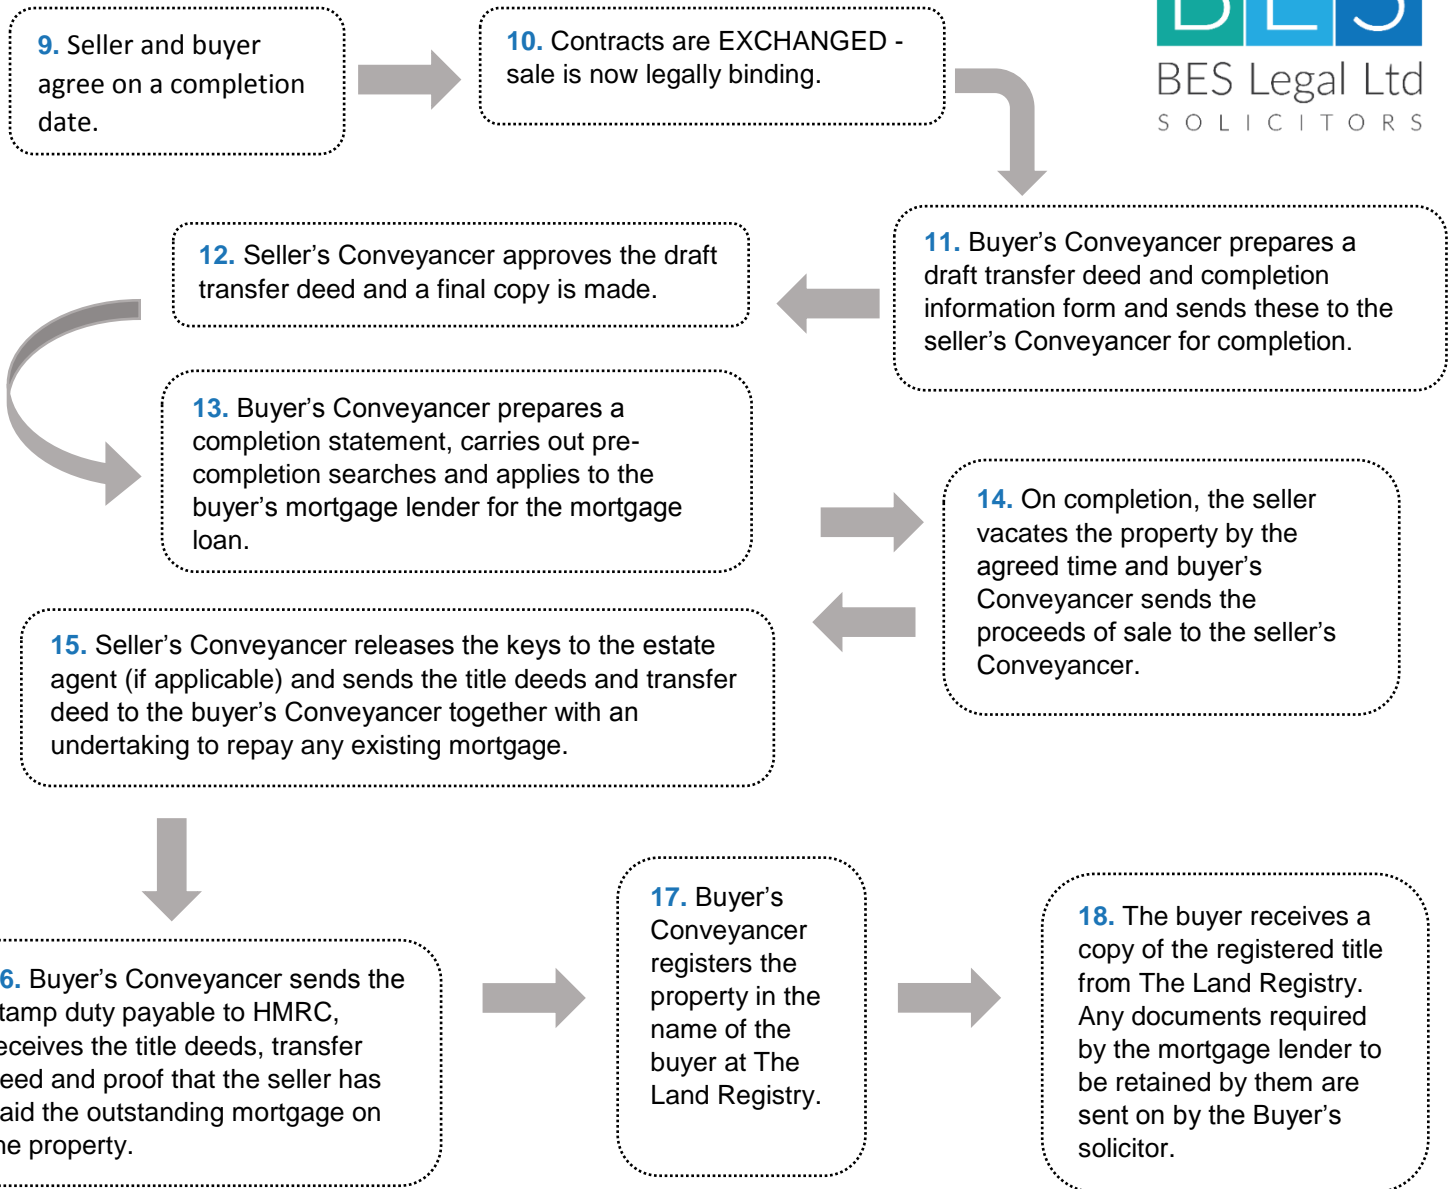 BES
BES Legal Ltd
SOLICITORS
9. Seller and buyer
agree on a completion
date.
10. Contracts are EXCHANGED -
sale is now legally binding.
11. Buyer's Conveyancer prepares a
draft transfer deed and completion
information form and sends these to the
seller's Conveyancer for completion.
12. Seller's Conveyancer approves the draft
transfer deed and a final copy is made.
13. Buyer's Conveyancer prepares a
completion statement, carries out pre-
completion searches and applies to the
buyer's mortgage lender for the mortgage
loan.
14. On completion, the seller
vacates the property by the
agreed time and buyer's
Conveyancer sends the
proceeds of sale to the seller's
Conveyancer.
15. Seller's Conveyancer releases the keys to the estate
agent (if applicable) and sends the title deeds and transfer
deed to the buyer's Conveyancer together with an
undertaking to repay any existing mortgage.
6. Buyer's Conveyancer sends the
tamp duty payable to HMRC,
eceives the title deeds, transfer
eed and proof that the seller has
aid the outstanding mortgage on
he property.
17. Buyer's
Conveyancer
registers the
property in the
name of the
buyer at The
Land Registry.
18. The buyer receives a
copy of the registered title
from The Land Registry.
Any documents required
by the mortgage lender to
be retained by them are
sent on by the Buyer's
solicitor.